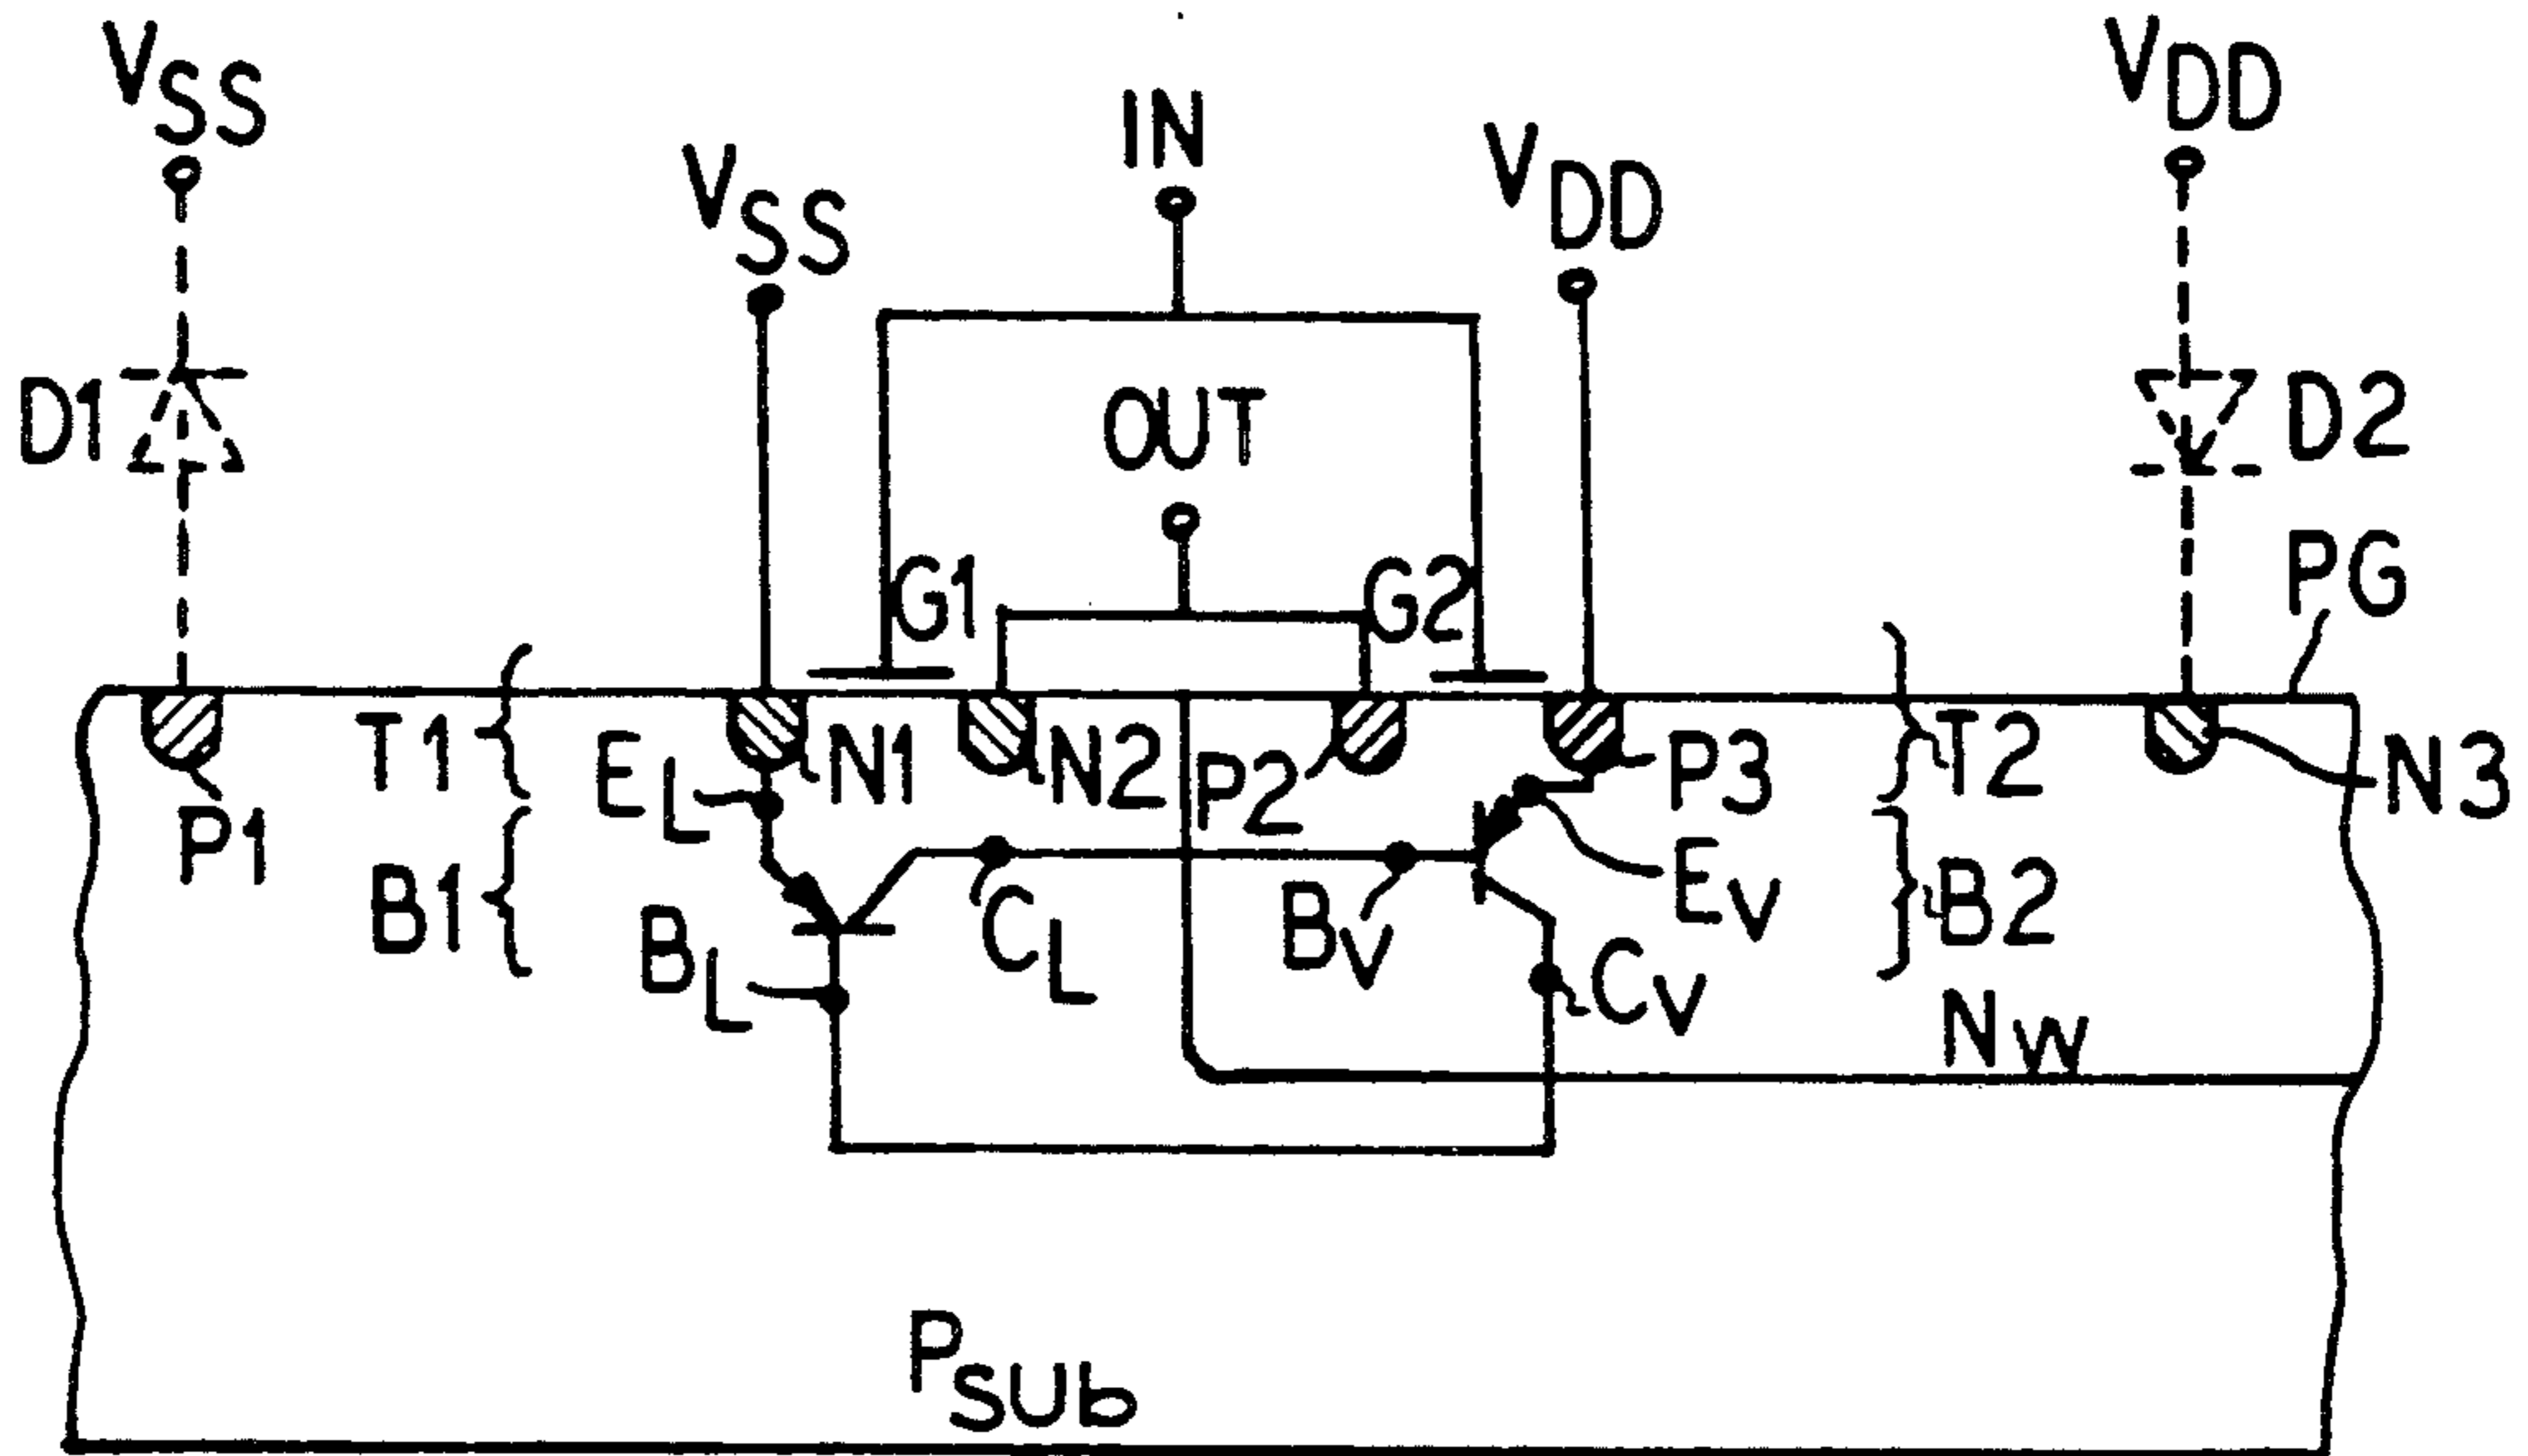 VSS
VDD
IN
VSS
VDD
D1
OUT
D2
G1
G2
PG
T1
EL
N1
N2
P2
P3
T2
N3
P1
B1
BL
CL
BV
EV
B2
CV
NW
PSUb